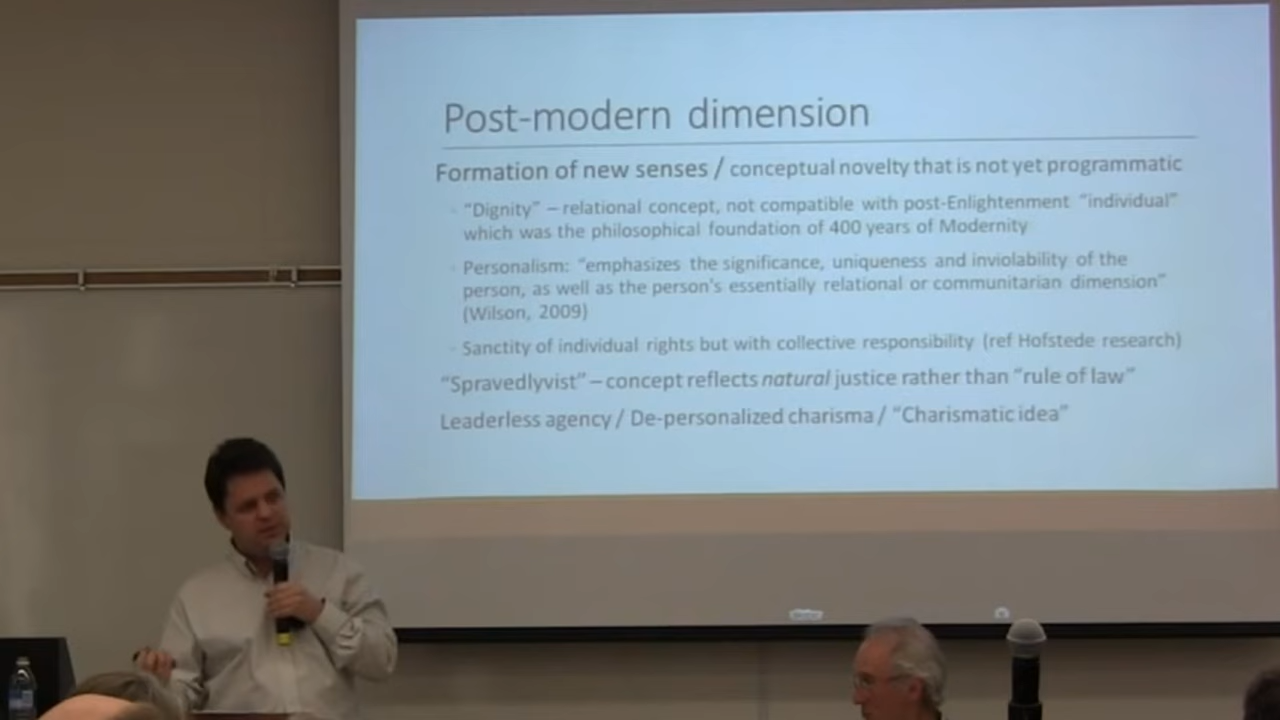 Post-modern dimension
Formation of new senses / conceptual novelty that is not yet programmatic
“Dignity” – relational concept, not compatible with post-Enlightenment “individual”
which was the philosophical foundation of 400 years of Modernity
Personalism: “emphasizes the significance, uniqueness and inviolability of the
person, as well as the person's essentially relational or communitarian dimension”
(Wilson, 2009)
Sanctity of individual rights but with collective responsibility (ref Hofstede research)
“Spravedlyvist” – concept reflects natural justice rather than “rule of law”
Leaderless agency / De-personalized charisma / “Charismatic idea”